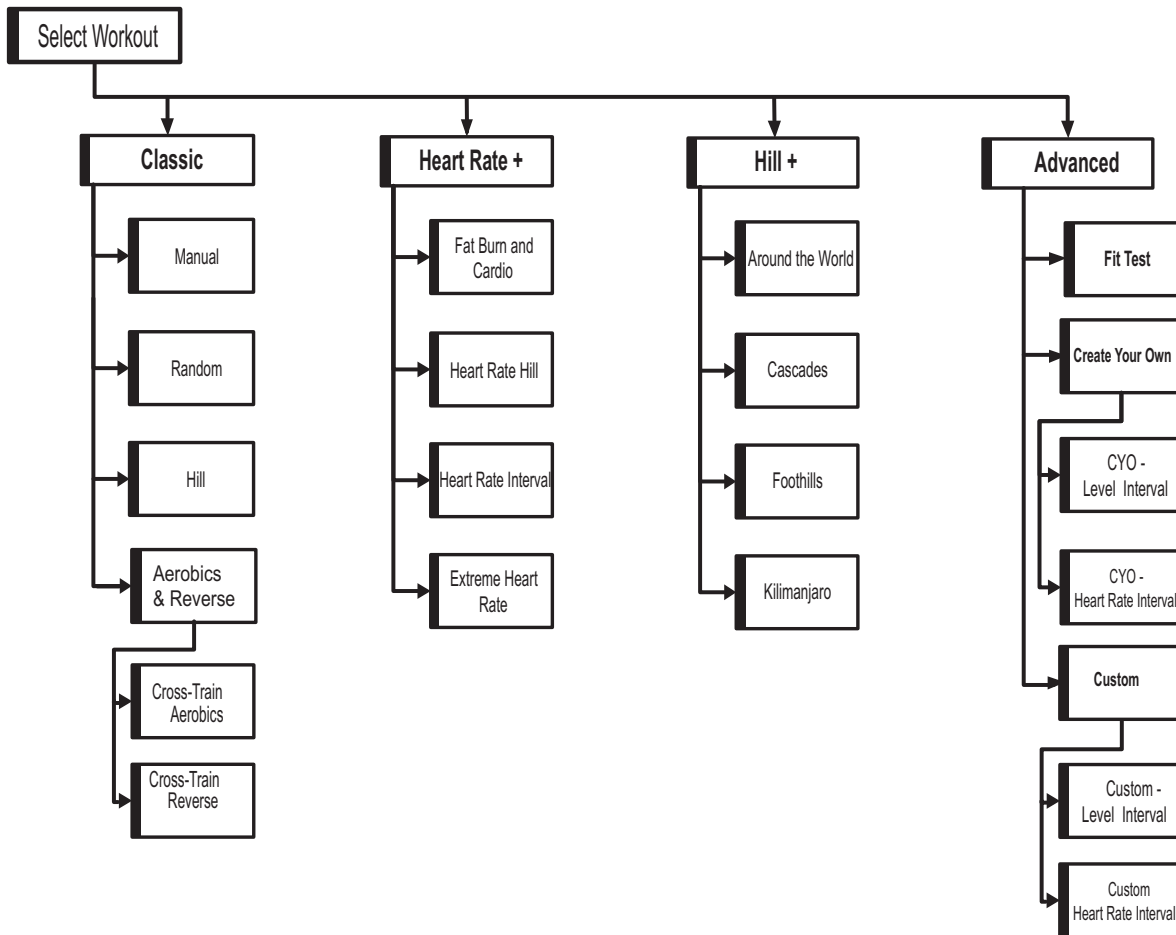 Select Workout
Classic
Manual
Random
Hill
Aerobics
& Reverse
Cross-Train
Aerobics
Cross-Train
Reverse
Heart Rate +
Fat Burn and
Cardio
Heart Rate Hill
Heart Rate Interval
Extreme Heart
Rate
Hill +
Around the World
Cascades
Foothills
Kilimanjaro
Advanced
Fit Test
Create Your Own
CYO -
Level Interval
CYO -
Heart Rate Interval
Custom
Custom -
Level Interval
Custom
Heart Rate Interval